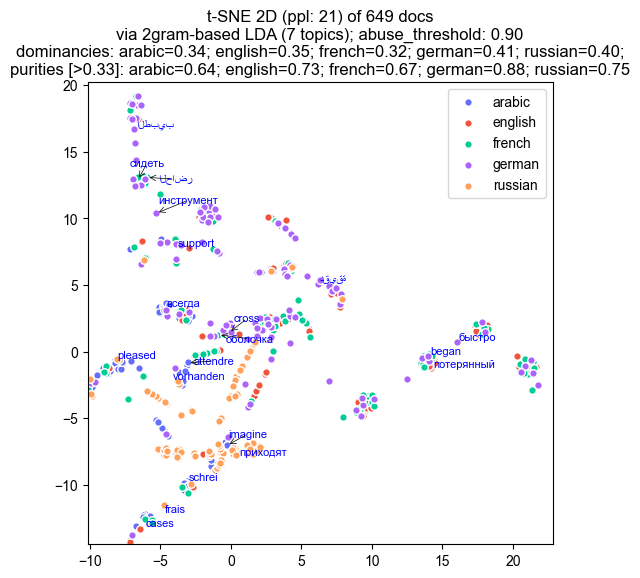 t-SNE 2D (ppl: 21) of 649 docs
via 2gram-based LDA (7 topics); abuse_threshold: 0.90
dominancies: arabic=0.34; english=0.35; french=0.32; german=0.41; russian=0.40;
purities [>0.33]: arabic=0.64; english=0.73; french=0.67; german=0.88; russian=0.75
20
arabic
english
french
german
russian
الطبيب
15
сидеть
الحاضر
инструмент
10
support
5
دقيقة
всегда
cross
оболочка
быстро
0
pleased
attendre
began
потерянный
vorhanden
−5
imagine
приходят
schrei
−10
frais
cases
−10
−5
0
5
10
15
20